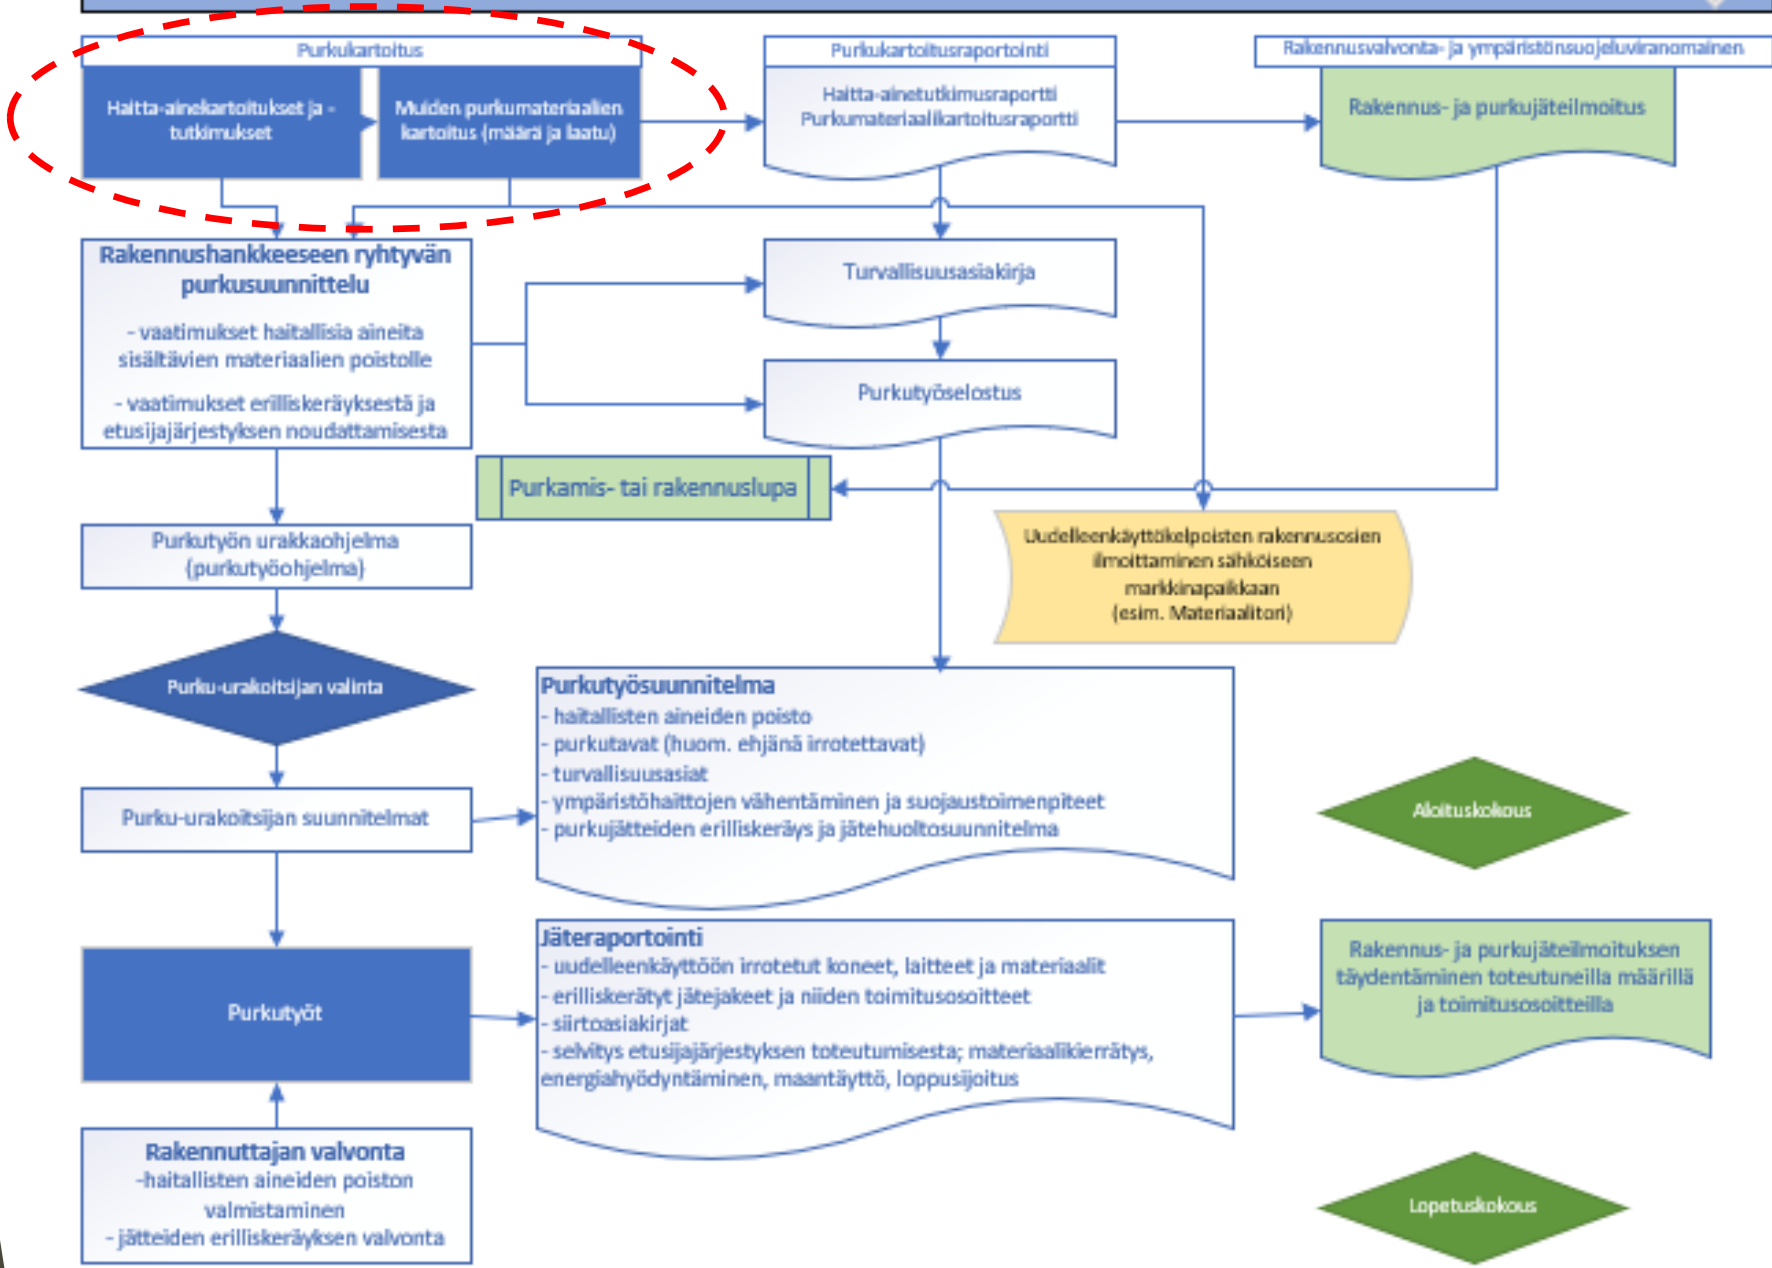 Purkukartoitus
Haitta-ainekartoitukset ja -
tutkimukset
Muiden purkumateriaalien
kartoitus (määrä ja laatu)
Purkukartoitusraportointi
Haitta-ainetutkimusraportti
Purkumateriaalikartoitusraportti
Rakennusvalvonta- ja ympäristönsuojeluviranomainen
Rakennus- ja purkujäteilmoitus
Rakennushankkeeseen ryhtyvän
purkusuunnittelu
- vaatimukset haitallisia aineita
sisältävien materiaalien poistolle
- vaatimukset erilliskeräyksestä ja
etusijajärjestyksen noudattamisesta
Turvallisuusasiakirja
Purkutyöselostus
Purkamis- tai rakennuslupa
Uudelleenkäyttökelpoisten rakennusosien
ilmoittaminen sähköiseen
markkinapaikkaan
(esim. Materiaalitori)
Purkutyön urakkaohjelma
(purkutyöohjelma)
Purku-urakoitsijan valinta
Purku-urakoitsijan suunnitelmat
Purkutyösuunnitelma
- haitallisten aineiden poisto
- purkutavat (huom. ehjänä irrotettavat)
- turvallisuusasiat
- ympäristöhaittojen vähentäminen ja suojaustoimenpiteet
- purkujätteiden erilliskeräys ja jätehuoltosuunnitelma
Aloituskokous
Purkutyöt
Jäteraportointi
- uudelleenkäyttöön irrotetut koneet, laitteet ja materiaalit
- erilliskerätyt jätejakeet ja niiden toimitusosoitteet
- siirtoasiakirjat
- selvitys etusijajärjestyksen toteutumisesta; materiaalikierrätys,
energiahyödyntäminen, maantäyttö, loppusijoitus
Rakennus- ja purkujäteilmoituksen
täydentäminen toteutuneilla määrillä
ja toimitusosoitteilla
Rakennuttajan valvonta
-haitallisten aineiden poiston
valmistaminen
- jätteiden erilliskeräyksen valvonta
Lopetuskokous